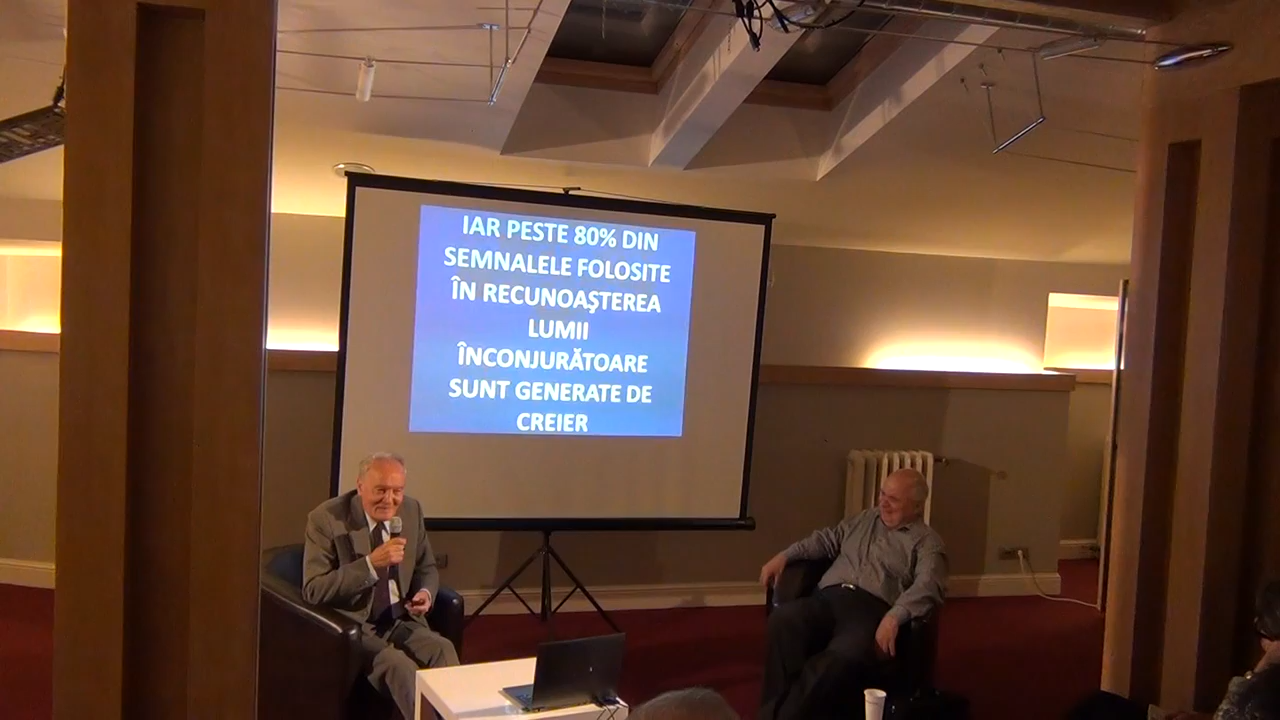 IAR PESTE 80% DIN
SEMNALELE FOLOSITE
ÎN RECUNOAŞTEREA
LUMII
ÎNCONJURĂTOARE
SUNT GENERATE DE
CREIER